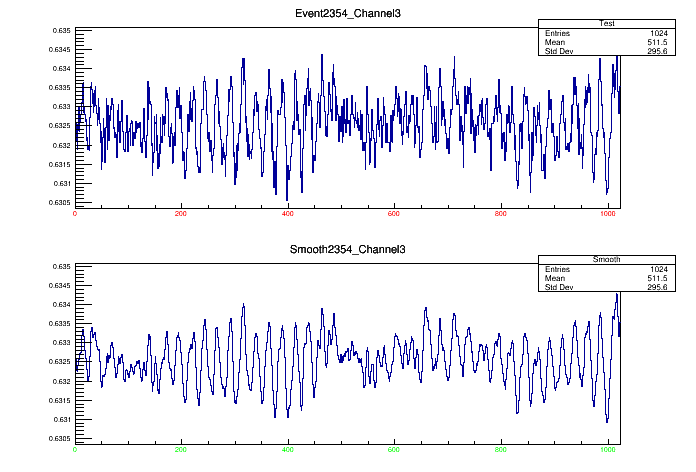 Event2354_Channel3
Test
Entries 1024
Mean 511.5
Std Dev 295.6
0.635
0.6345
0.634
0.6335
0.633
0.6325
0.632
0.6315
0.631
0.6305
0 200 400 600 800 1000
Smooth2354_Channel3
Smooth
Entries 1024
Mean 511.5
Std Dev 295.6
0.635
0.6345
0.634
0.6335
0.633
0.6325
0.632
0.6315
0.631
0.6305
0 200 400 600 800 1000